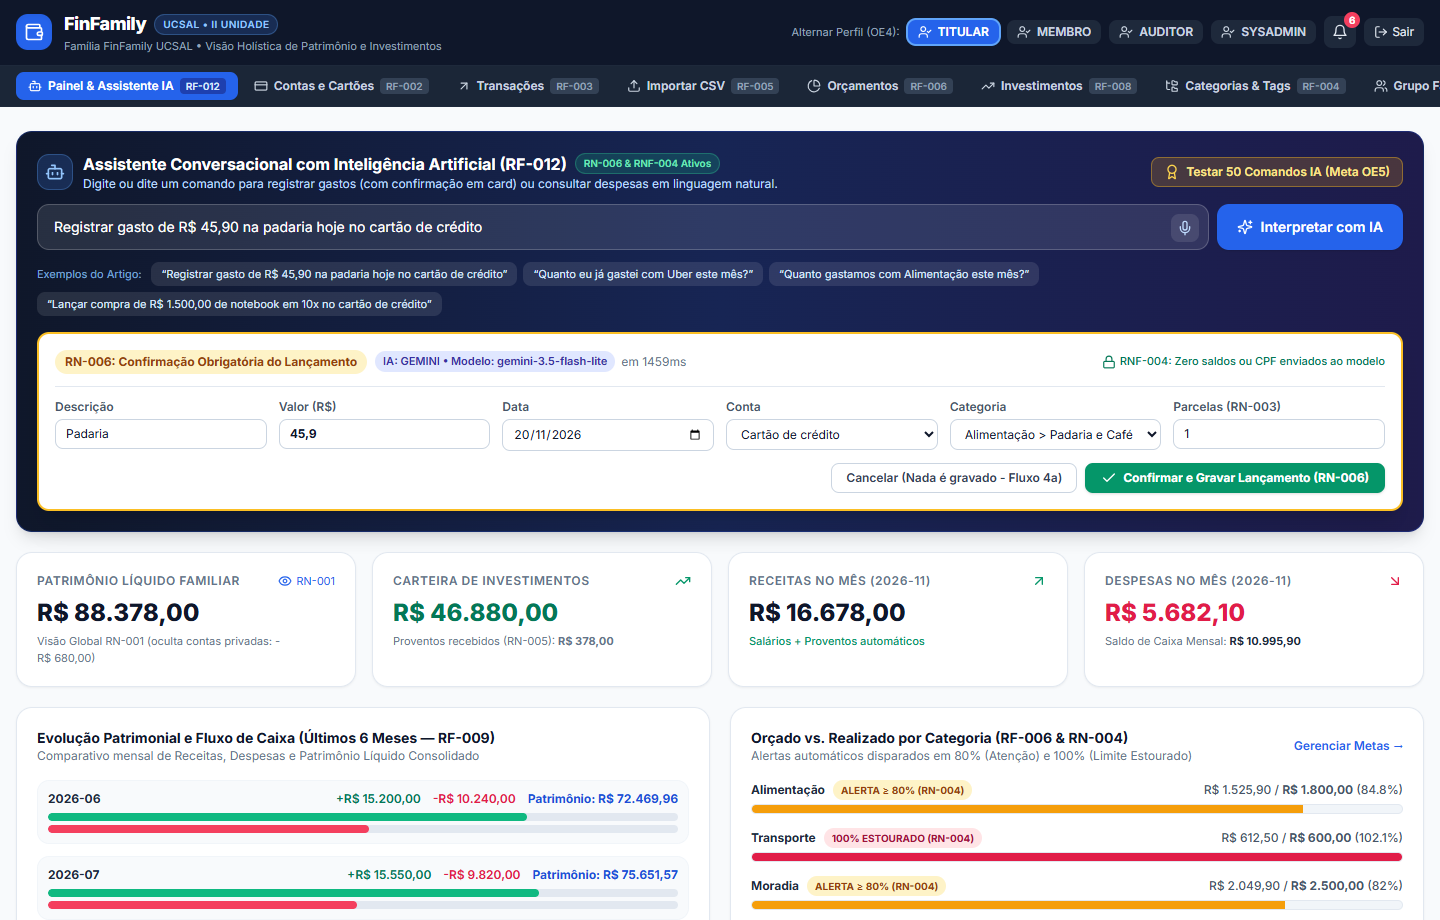 FinFamily UCSAL • II UNIDADE
Família FinFamily UCSAL • Visão Holística de Patrimônio e Investimentos
Alternar Perfil (OE4): TITULAR MEMBRO AUDITOR SYSADMIN 6 Sair
Painel & Assistente IA RF-012 Contas e Cartões RF-002 Transações RF-003 Importar CSV RF-005 Orçamentos RF-006 Investimentos RF-008 Categorias & Tags RF-004 Grupo F
Assistente Conversacional com Inteligência Artificial (RF-012) RN-006 & RNF-004 Ativos
Digite ou dite um comando para registrar gastos (com confirmação em card) ou consultar despesas em linguagem natural.
Testar 50 Comandos IA (Meta OE5)
Registrar gasto de R$ 45,90 na padaria hoje no cartão de crédito
Interpretar com IA
Exemplos do Artigo: “Registrar gasto de R$ 45,90 na padaria hoje no cartão de crédito” “Quanto eu já gastei com Uber este mês?” “Quanto gastamos com Alimentação este mês?”
“Lançar compra de R$ 1.500,00 de notebook em 10x no cartão de crédito”
RN-006: Confirmação Obrigatória do Lançamento IA: GEMINI • Modelo: gemini-3.5-flash-lite em 1459ms RNF-004: Zero saldos ou CPF enviados ao modelo
Descrição Valor (R$) Data Conta Categoria Parcelas (RN-003)
Padaria 45,9 20/11/2026 Cartão de crédito Alimentação > Padaria e Café 1
Cancelar (Nada é gravado - Fluxo 4a) Confirmar e Gravar Lançamento (RN-006)
PATRIMÔNIO LÍQUIDO FAMILIAR RN-001
R$ 88.378,00
Visão Global RN-001 (oculta contas privadas: -
R$ 680,00)
CARTEIRA DE INVESTIMENTOS
R$ 46.880,00
Proventos recebidos (RN-005): R$ 378,00
RECEITAS NO MÊS (2026-11)
R$ 16.678,00
Salários + Proventos automáticos
DESPESAS NO MÊS (2026-11)
R$ 5.682,10
Saldo de Caixa Mensal: R$ 10.995,90
Evolução Patrimonial e Fluxo de Caixa (Últimos 6 Meses — RF-009)
Comparativo mensal de Receitas, Despesas e Patrimônio Líquido Consolidado
2026-06 +R$ 15.200,00 -R$ 10.240,00 Patrimônio: R$ 72.469,96
2026-07 +R$ 15.550,00 -R$ 9.820,00 Patrimônio: R$ 75.651,57
Orçado vs. Realizado por Categoria (RF-006 & RN-004)
Alertas automáticos disparados em 80% (Atenção) e 100% (Limite Estourado)
Gerenciar Metas →
Alimentação ALERTA ≥ 80% (RN-004) R$ 1.525,90 / R$ 1.800,00 (84.8%)
Transporte 100% ESTOURADO (RN-004) R$ 612,50 / R$ 600,00 (102.1%)
Moradia ALERTA ≥ 80% (RN-004) R$ 2.049,90 / R$ 2.500,00 (82%)